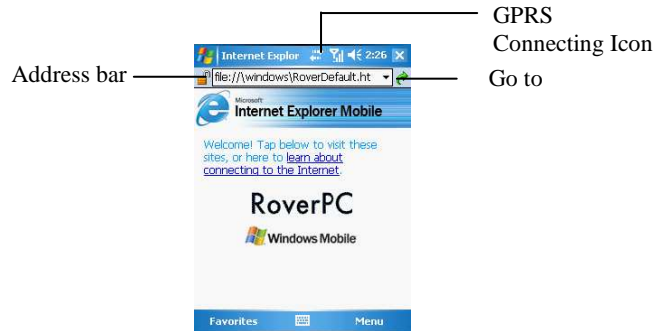 GPRS
Connecting Icon
Address bar
Go to
Internet Explor 2:26
file://\windows\RoverDefault.ht
Microsoft
Internet Explorer Mobile
Welcome! Tap below to visit these
sites, or here to learn about
connecting to the Internet.
RoverPC
Windows Mobile
Favorites Menu